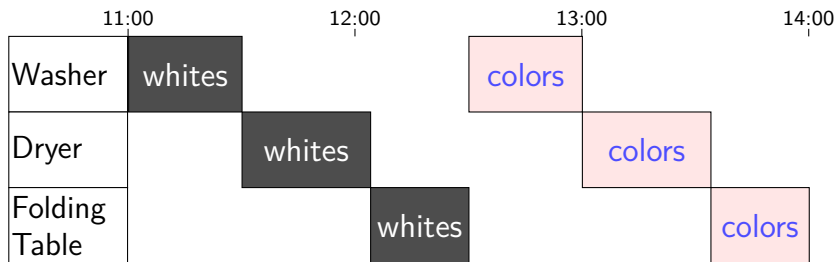 11:00 12:00 13:00 14:00
Washer whites colors
Dryer whites colors
Folding
Table
whites colors